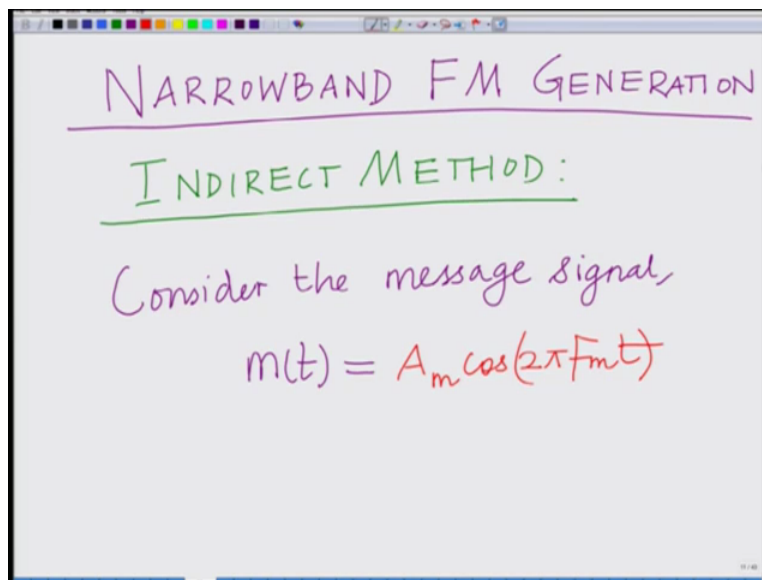 NARROWBAND FM GENERATION
INDIRECT METHOD:
Consider the message signal,
m(t) = Am cos(2πFmt)